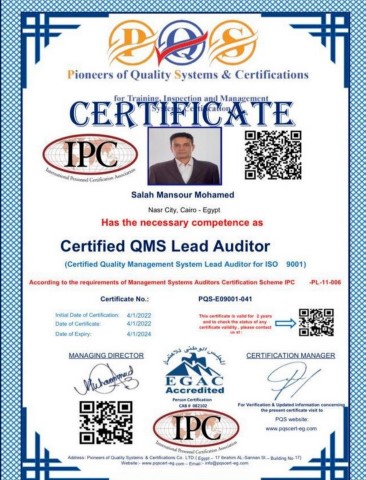 PQS
Pioneers of Quality Systems & Certifications
for Training, Inspection and Management
Systems Certification
CERTIFICATE
IPC
International Personnel Certification Association
Salah Mansour Mohamed
Nasr City, Cairo - Egypt
Has the necessary competence as
Certified QMS Lead Auditor
(Certified Quality Management System Lead Auditor for ISO 9001)
According to the requirements of Management Systems Auditors Certification Scheme IPC -PL-11-006
Certificate No.: PQS-E09001-041
Initial Date of Certification: 4/1/2022
Date of Certificate: 4/1/2022
Date of Expiry: 4/1/2024
This certificate is valid for 2 years
and to check the status of any
certificate validity , please contact
us at :
MANAGING DIRECTOR
CERTIFICATION MANAGER
EGAC
Accredited
Person Certification
CAB #
For Verification & Updated information concerning
the present certificate visit to
PQS website:
www.pqscert-eg.com
IPC
International Personnel Certification Association
Address: Pioneers of Quality Systems & Certifications Co. LTD ( Egypt – 17 Ibrahim AL Street – Building No. 17)
Website: - www.pqscert-eg.com - Email:- info@pqscert-eg.com